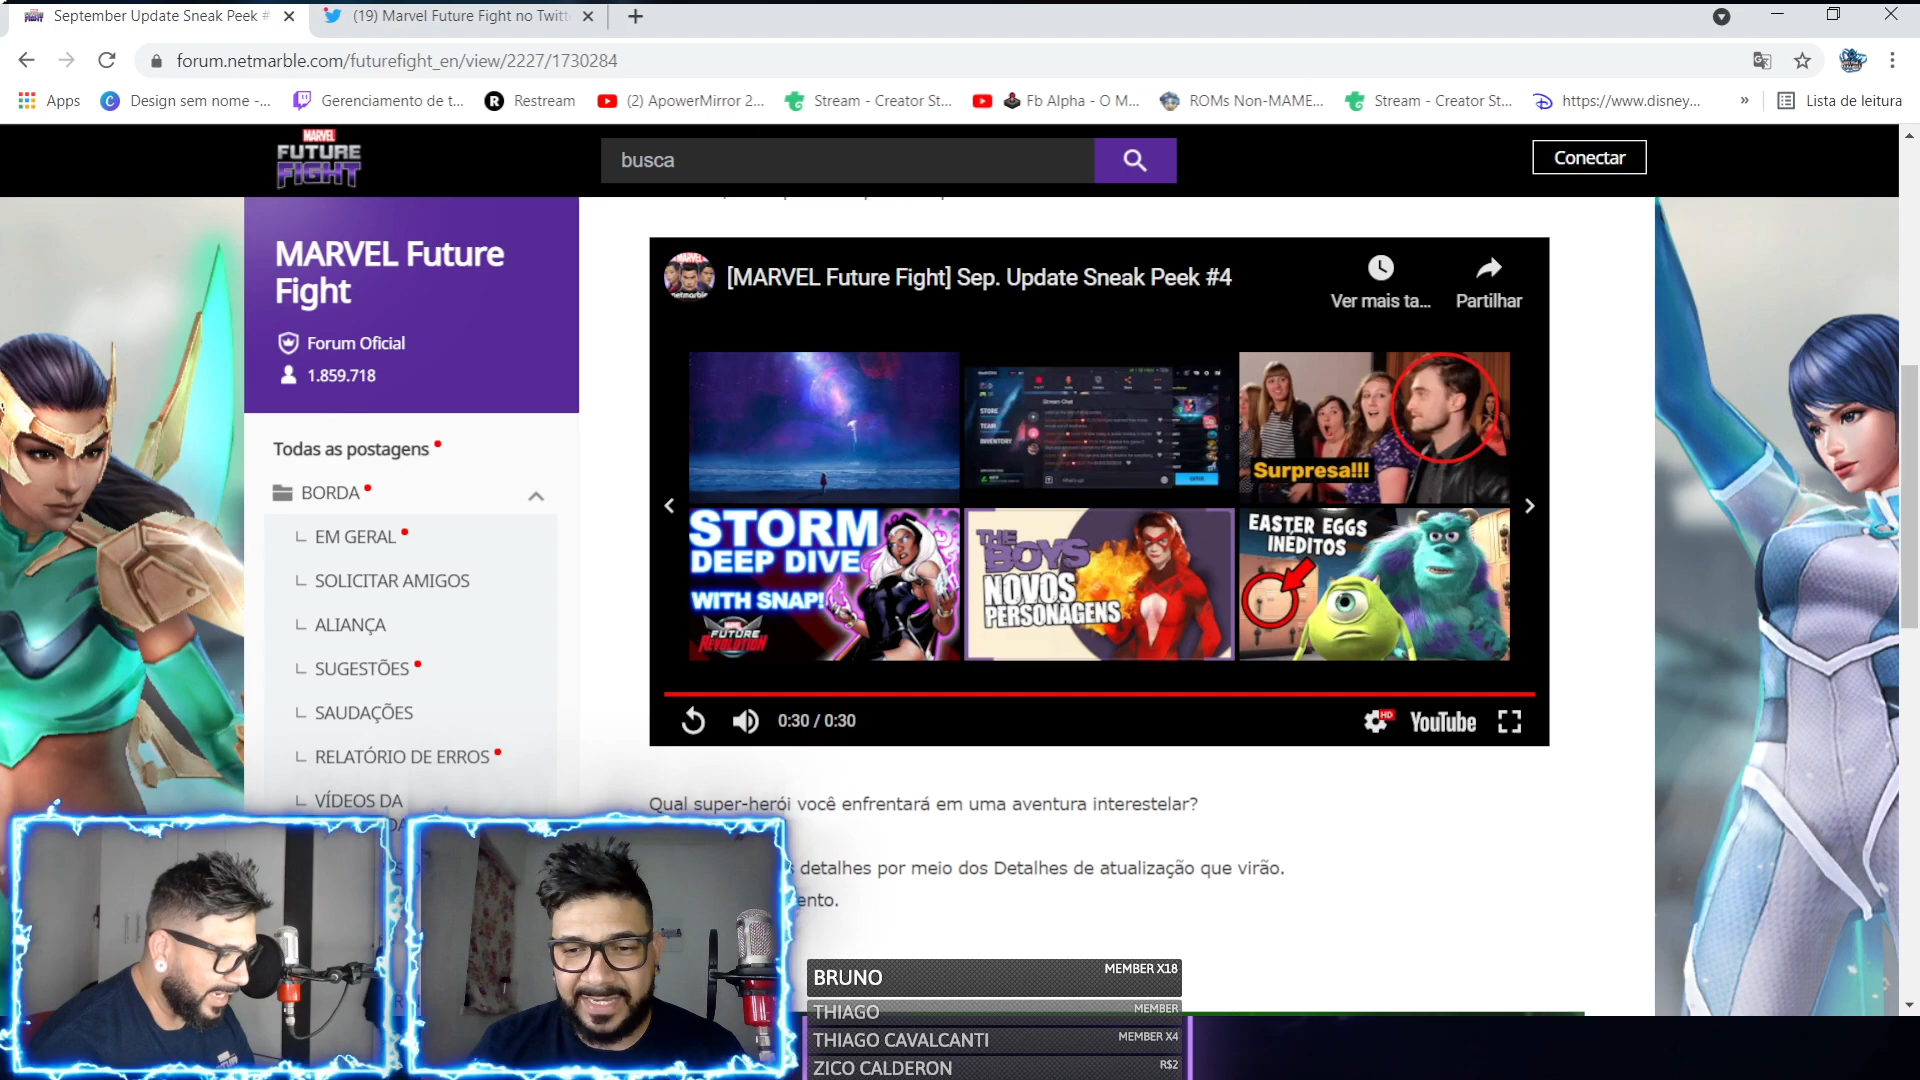 September Update Sneak Peek #
(19) Marvel Future Fight no Twitt
forum.netmarble.com/futurefight_en/view/2227/1730284
Apps
Design sem nome -...
Gerenciamento de t...
Restream
(2) ApowerMirror 2...
Stream - Creator St...
Fb Alpha - O M...
ROMs Non-MAME...
Stream - Creator St...
https://www.disney...
»
Lista de leitura
MARVEL
FUTURE
FIGHT
busca
Conectar
MARVEL Future
Fight
Forum Oficial
1.859.718
Todas as postagens
BORDA
EM GERAL
SOLICITAR AMIGOS
ALIANÇA
SUGESTÕES
SAUDAÇÕES
RELATÓRIO DE ERROS
VÍDEOS DA
[MARVEL Future Fight] Sep. Update Sneak Peek #4
Ver mais ta...
Partilhar
Stream Chat
STORE
TEAM
INVENTORY
Surpresa!!!
STORM
DEEP DIVE
WITH SNAP!
FUTURE
REVOLUTION
THE
BOYS
NOVOS
PERSONAGENS
EASTER EGGS
INÉDITOS
0:30 / 0:30
HD
YouTube
Qual super-herói você enfrentará em uma aventura interestelar?
detalhes por meio dos Detalhes de atualização que virão.
ento.
BRUNO MEMBER X18
THIAGO MEMBER
THIAGO CAVALCANTI MEMBER X4
ZICO CALDERON R$2